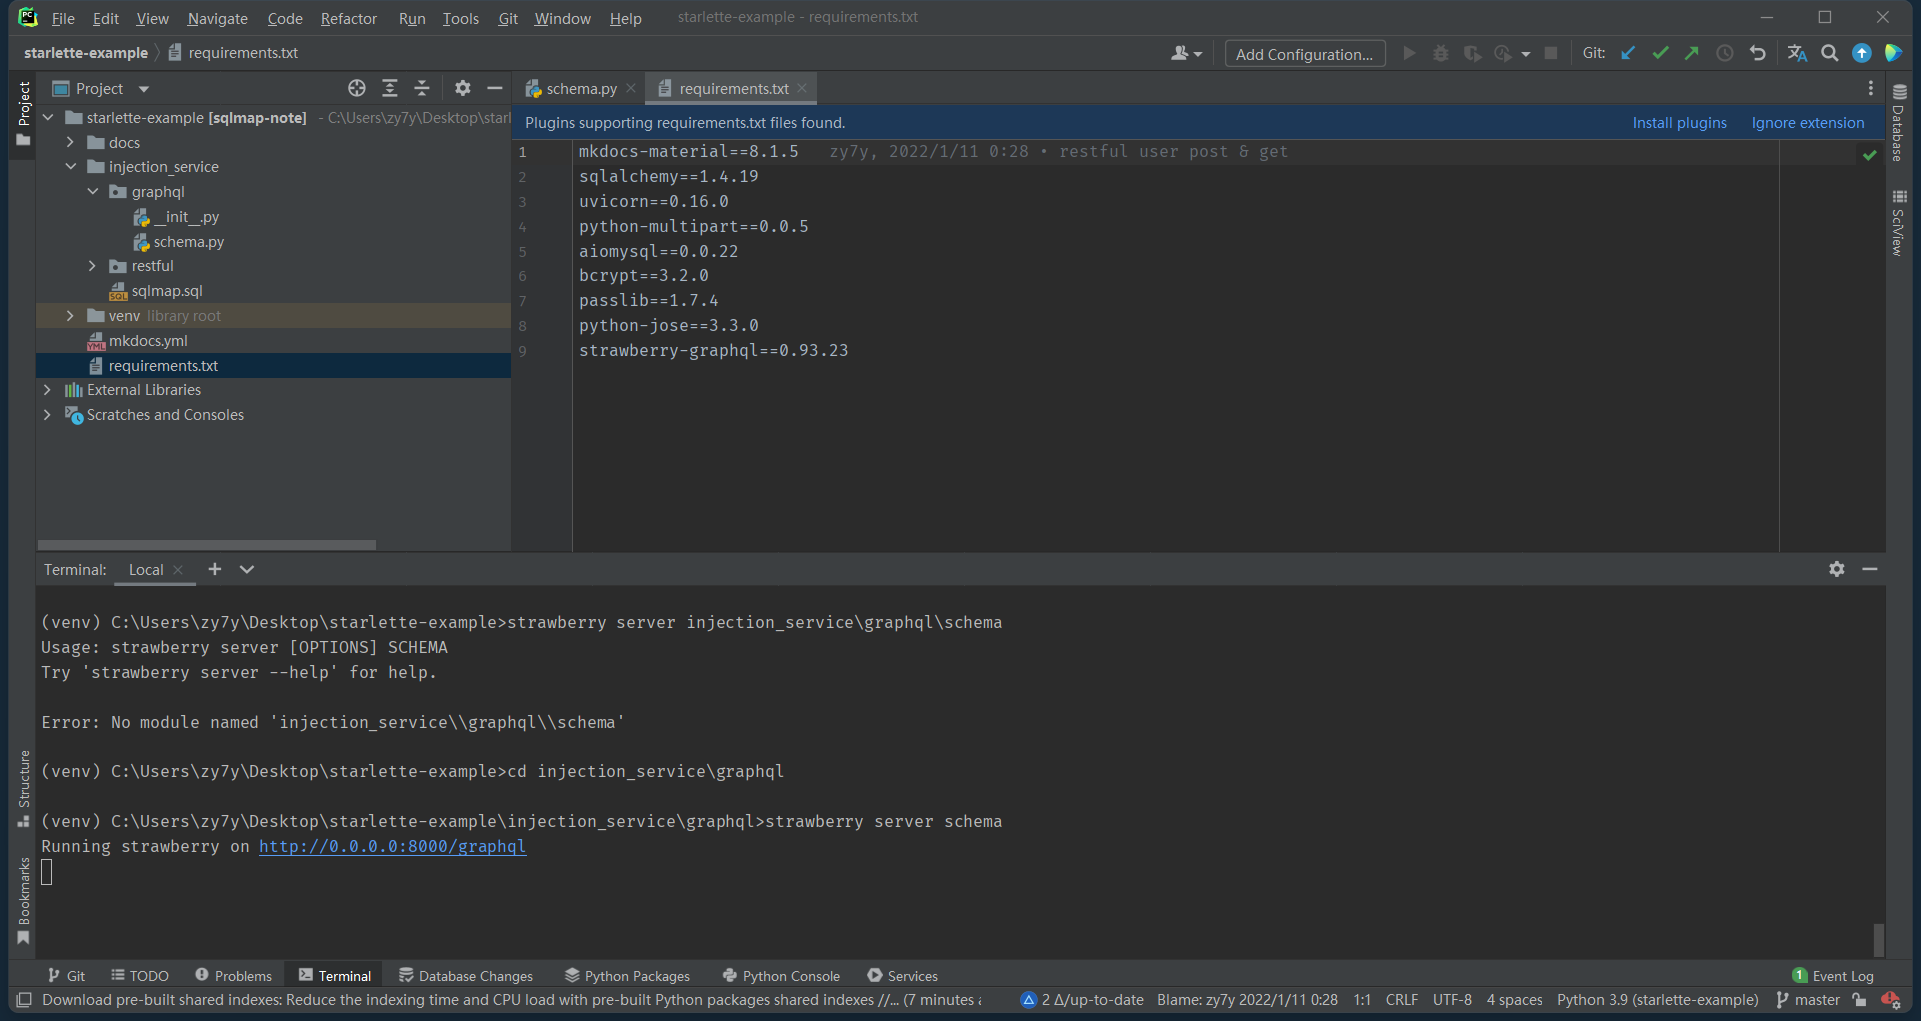 File Edit View Navigate Code Refactor Run Tools Git Window Help starlette-example - requirements.txt
starlette-example requirements.txt Add Configuration... Git:
Project
Project
schema.py requirements.txt
starlette-example [sqlmap-note] - C:\Users\zy7y\Desktop\starl
docs
injection_service
graphql
__init__.py
schema.py
restful
sqlmap.sql
venv library root
mkdocs.yml
requirements.txt
External Libraries
Scratches and Consoles
Plugins supporting requirements.txt files found. Install plugins Ignore extension
1 mkdocs-material==8.1.5 zy7y, 2022/1/11 0:28 • restful user post & get
2 sqlalchemy==1.4.19
3 uvicorn==0.16.0
4 python-multipart==0.0.5
5 aiomysql==0.0.22
6 bcrypt==3.2.0
7 passlib==1.7.4
8 python-jose==3.3.0
9 strawberry-graphql==0.93.23
Database
SciView
Terminal: Local
(venv) C:\Users\zy7y\Desktop\starlette-example>strawberry server injection_service\graphql\schema
Usage: strawberry server [OPTIONS] SCHEMA
Try 'strawberry server --help' for help.
Error: No module named 'injection_service\\graphql\\schema'
(venv) C:\Users\zy7y\Desktop\starlette-example>cd injection_service\graphql
(venv) C:\Users\zy7y\Desktop\starlette-example\injection_service\graphql>strawberry server schema
Running strawberry on http://0.0.0.0:8000/graphql
Structure
Bookmarks
Git TODO Problems Terminal Database Changes Python Packages Python Console Services 1 Event Log
Download pre-built shared indexes: Reduce the indexing time and CPU load with pre-built Python packages shared indexes //... (7 minutes a 2 Δ/up-to-date Blame: zy7y 2022/1/11 0:28 1:1 CRLF UTF-8 4 spaces Python 3.9 (starlette-example) master